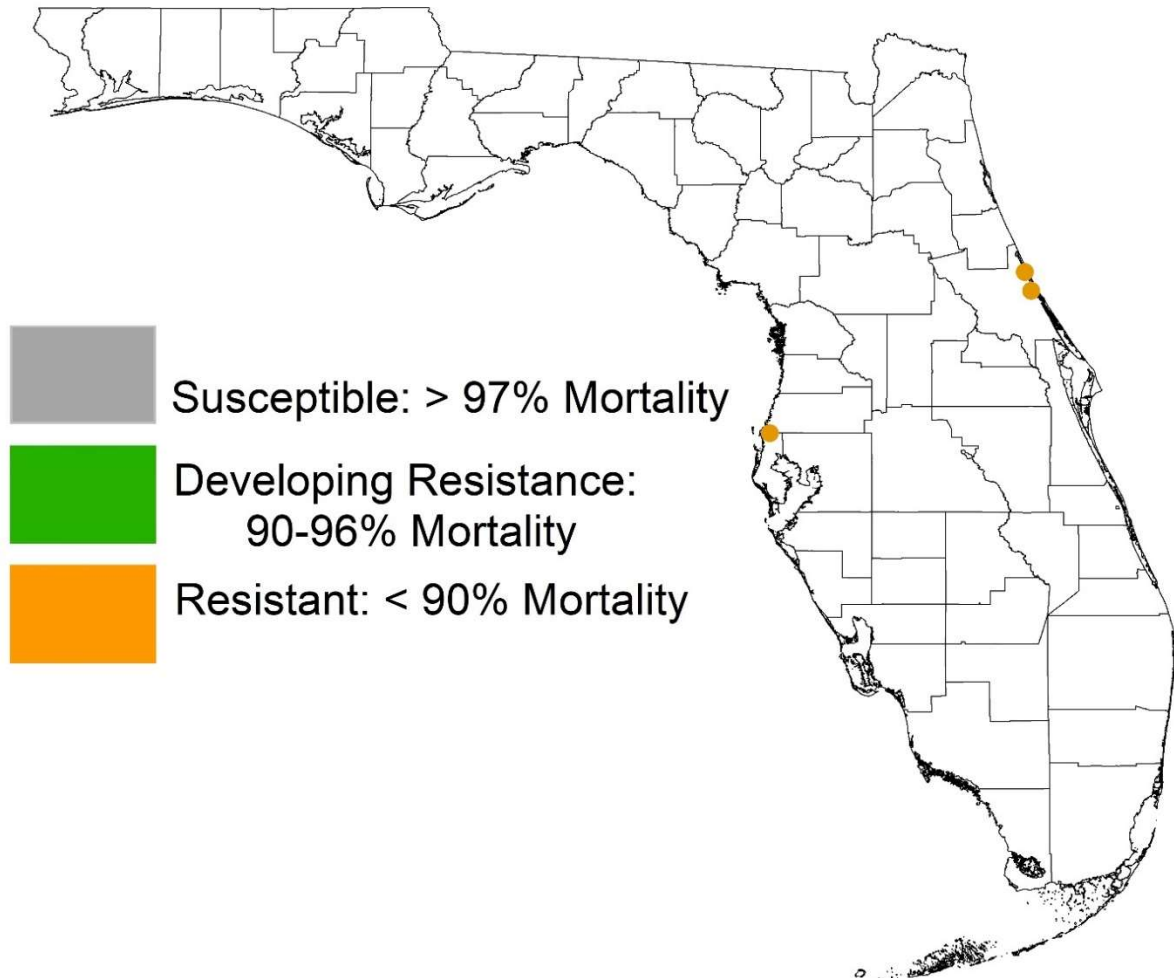 Susceptible: > 97% Mortality
Developing Resistance:
90-96% Mortality
Resistant: < 90% Mortality